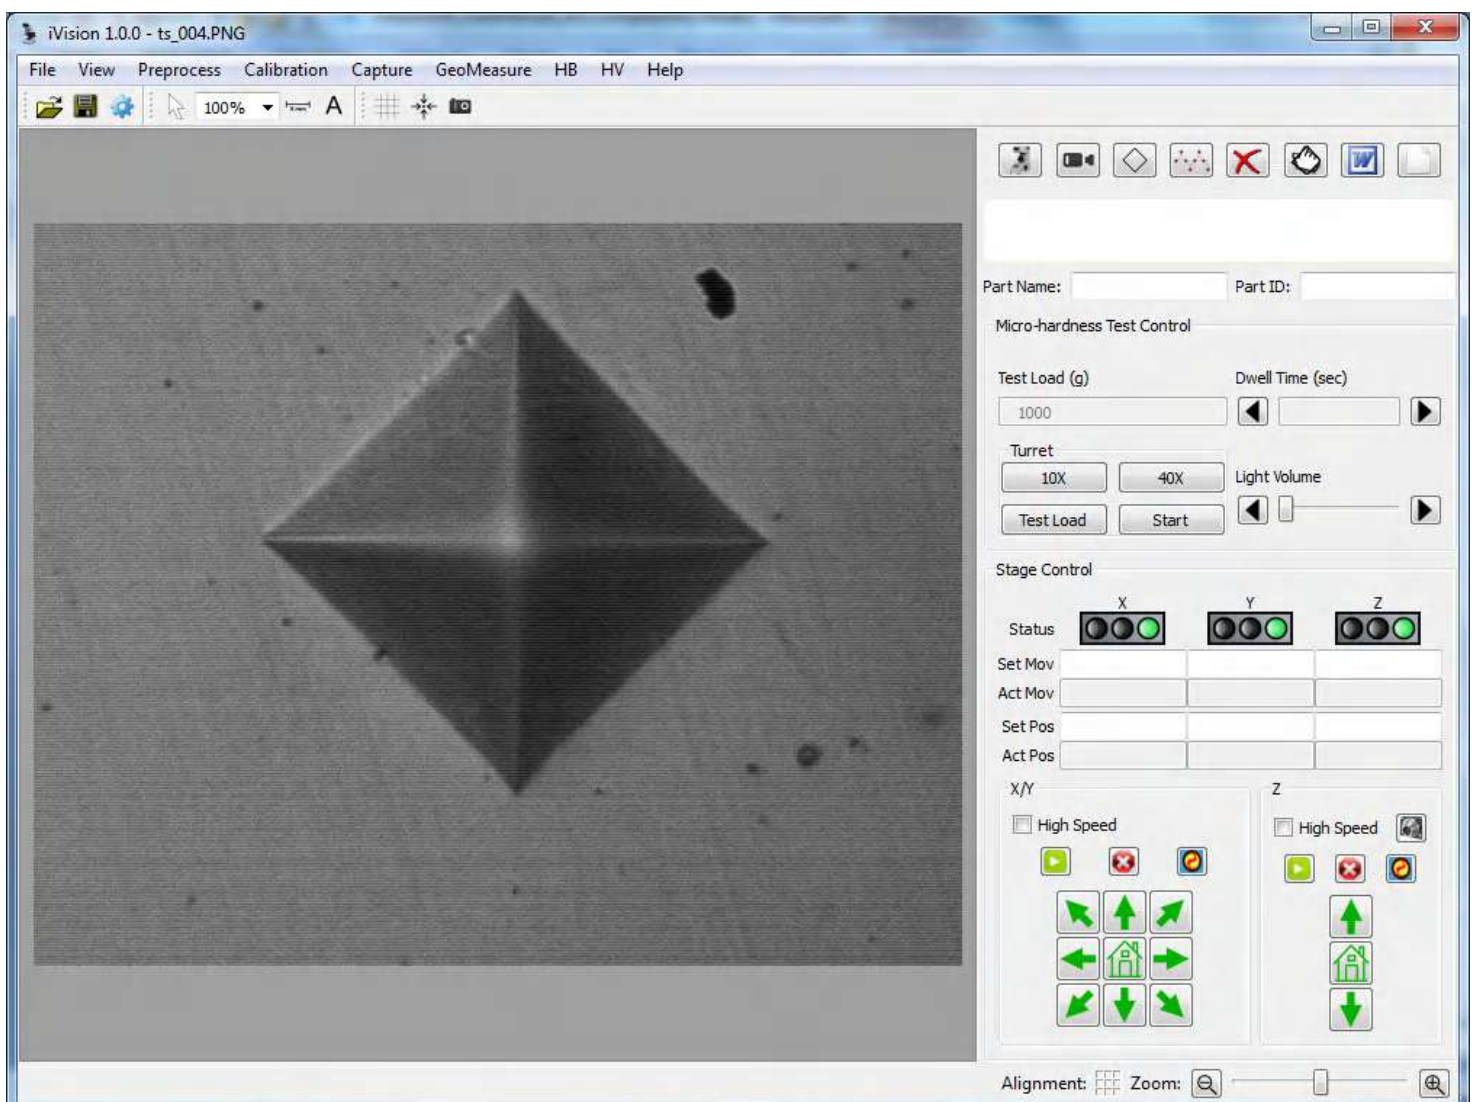 iVision 1.0.0 - ts_004.PNG
File View Preprocess Calibration Capture GeoMeasure HB HV Help
100% A
W
Part Name: Part ID:
Micro-hardness Test Control
Test Load (g) Dwell Time (sec)
1000
Turret
10X 40X Light Volume
Test Load Start
Stage Control
X Y Z
Status
Set Mov
Act Mov
Set Pos
Act Pos
X/Y Z
High Speed High Speed
Alignment: Zoom: